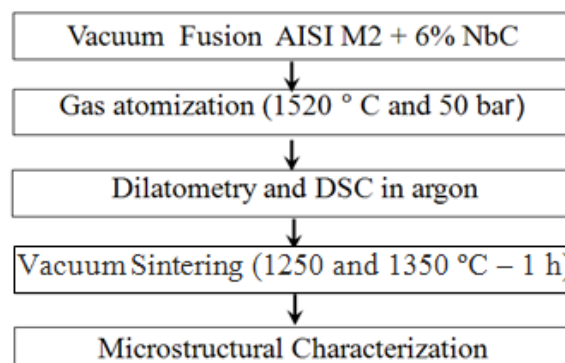 Vacuum Fusion AISI M2 + 6% NbC
Gas atomization (1520 ° C and 50 bar)
Dilatometry and DSC in argon
Vacuum Sintering (1250 and 1350 °C – 1 h)
Microstructural Characterization